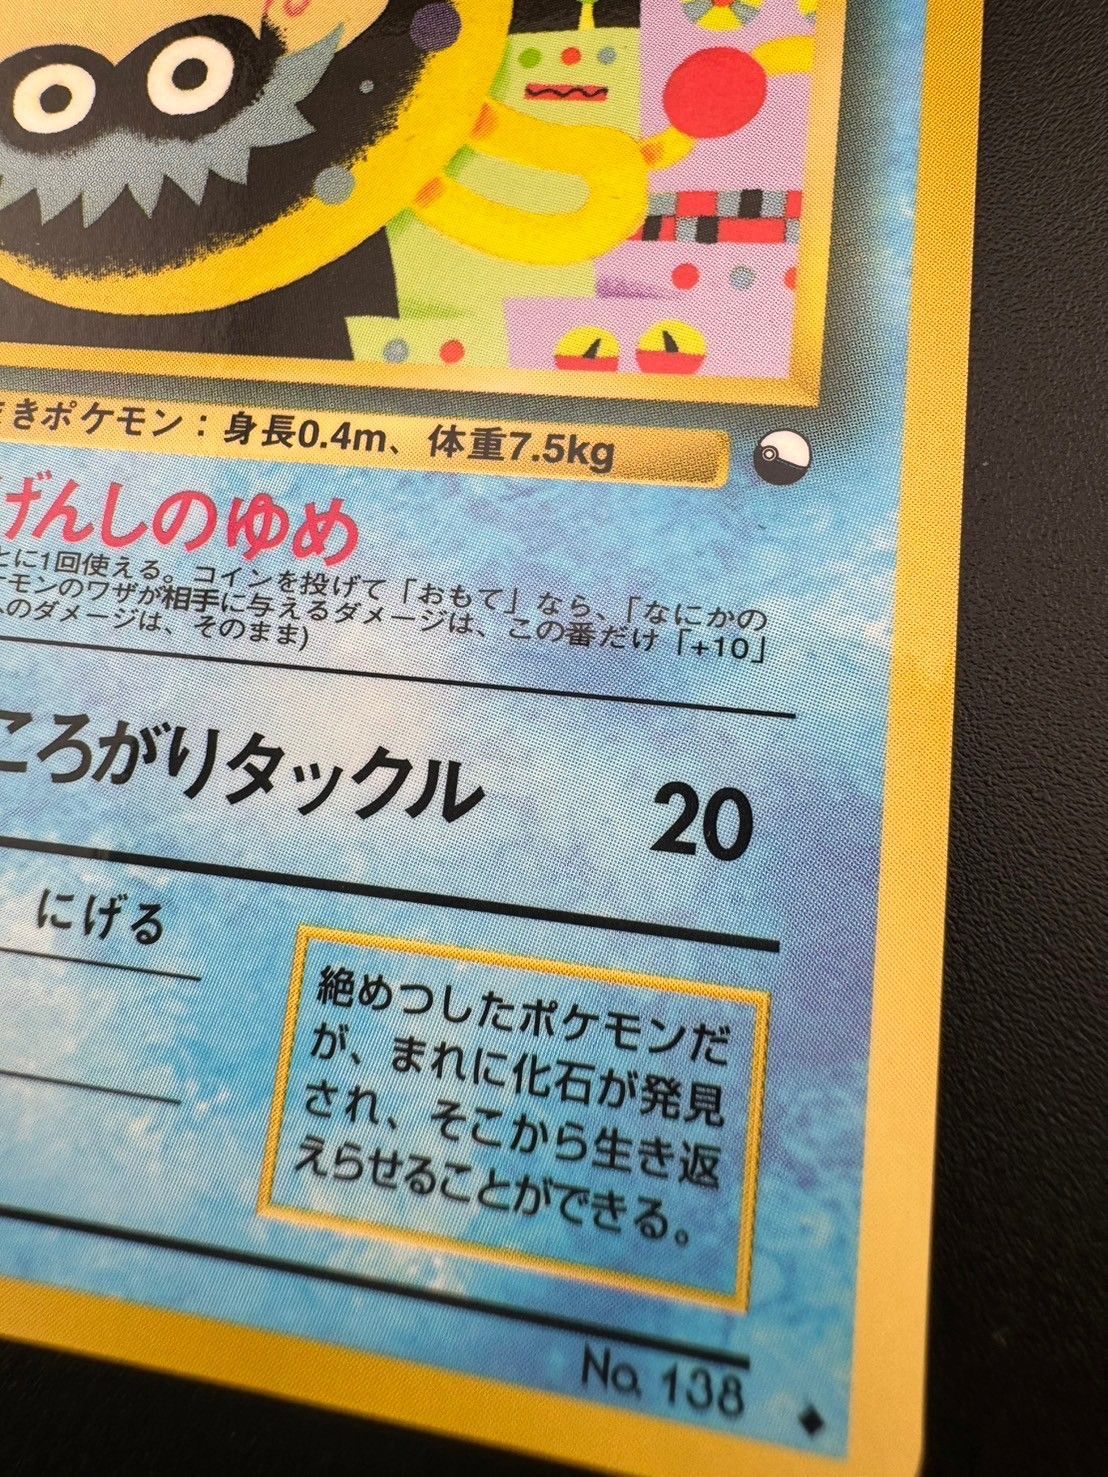 きポケモン：身長0.4m、体重7.5kg
げんしのゆめ
とに1回使える。コインを投げて「おもて」なら、「なにかの
モンのワザが相手に与えるダメージは、この番だけ「+10」
のダメージは、そのまま)
ころがりタックル 20
にげる
絶めつしたポケモンだ
が、まれに化石が発見
され、そこから生き返
えらせることができる。
No. 138